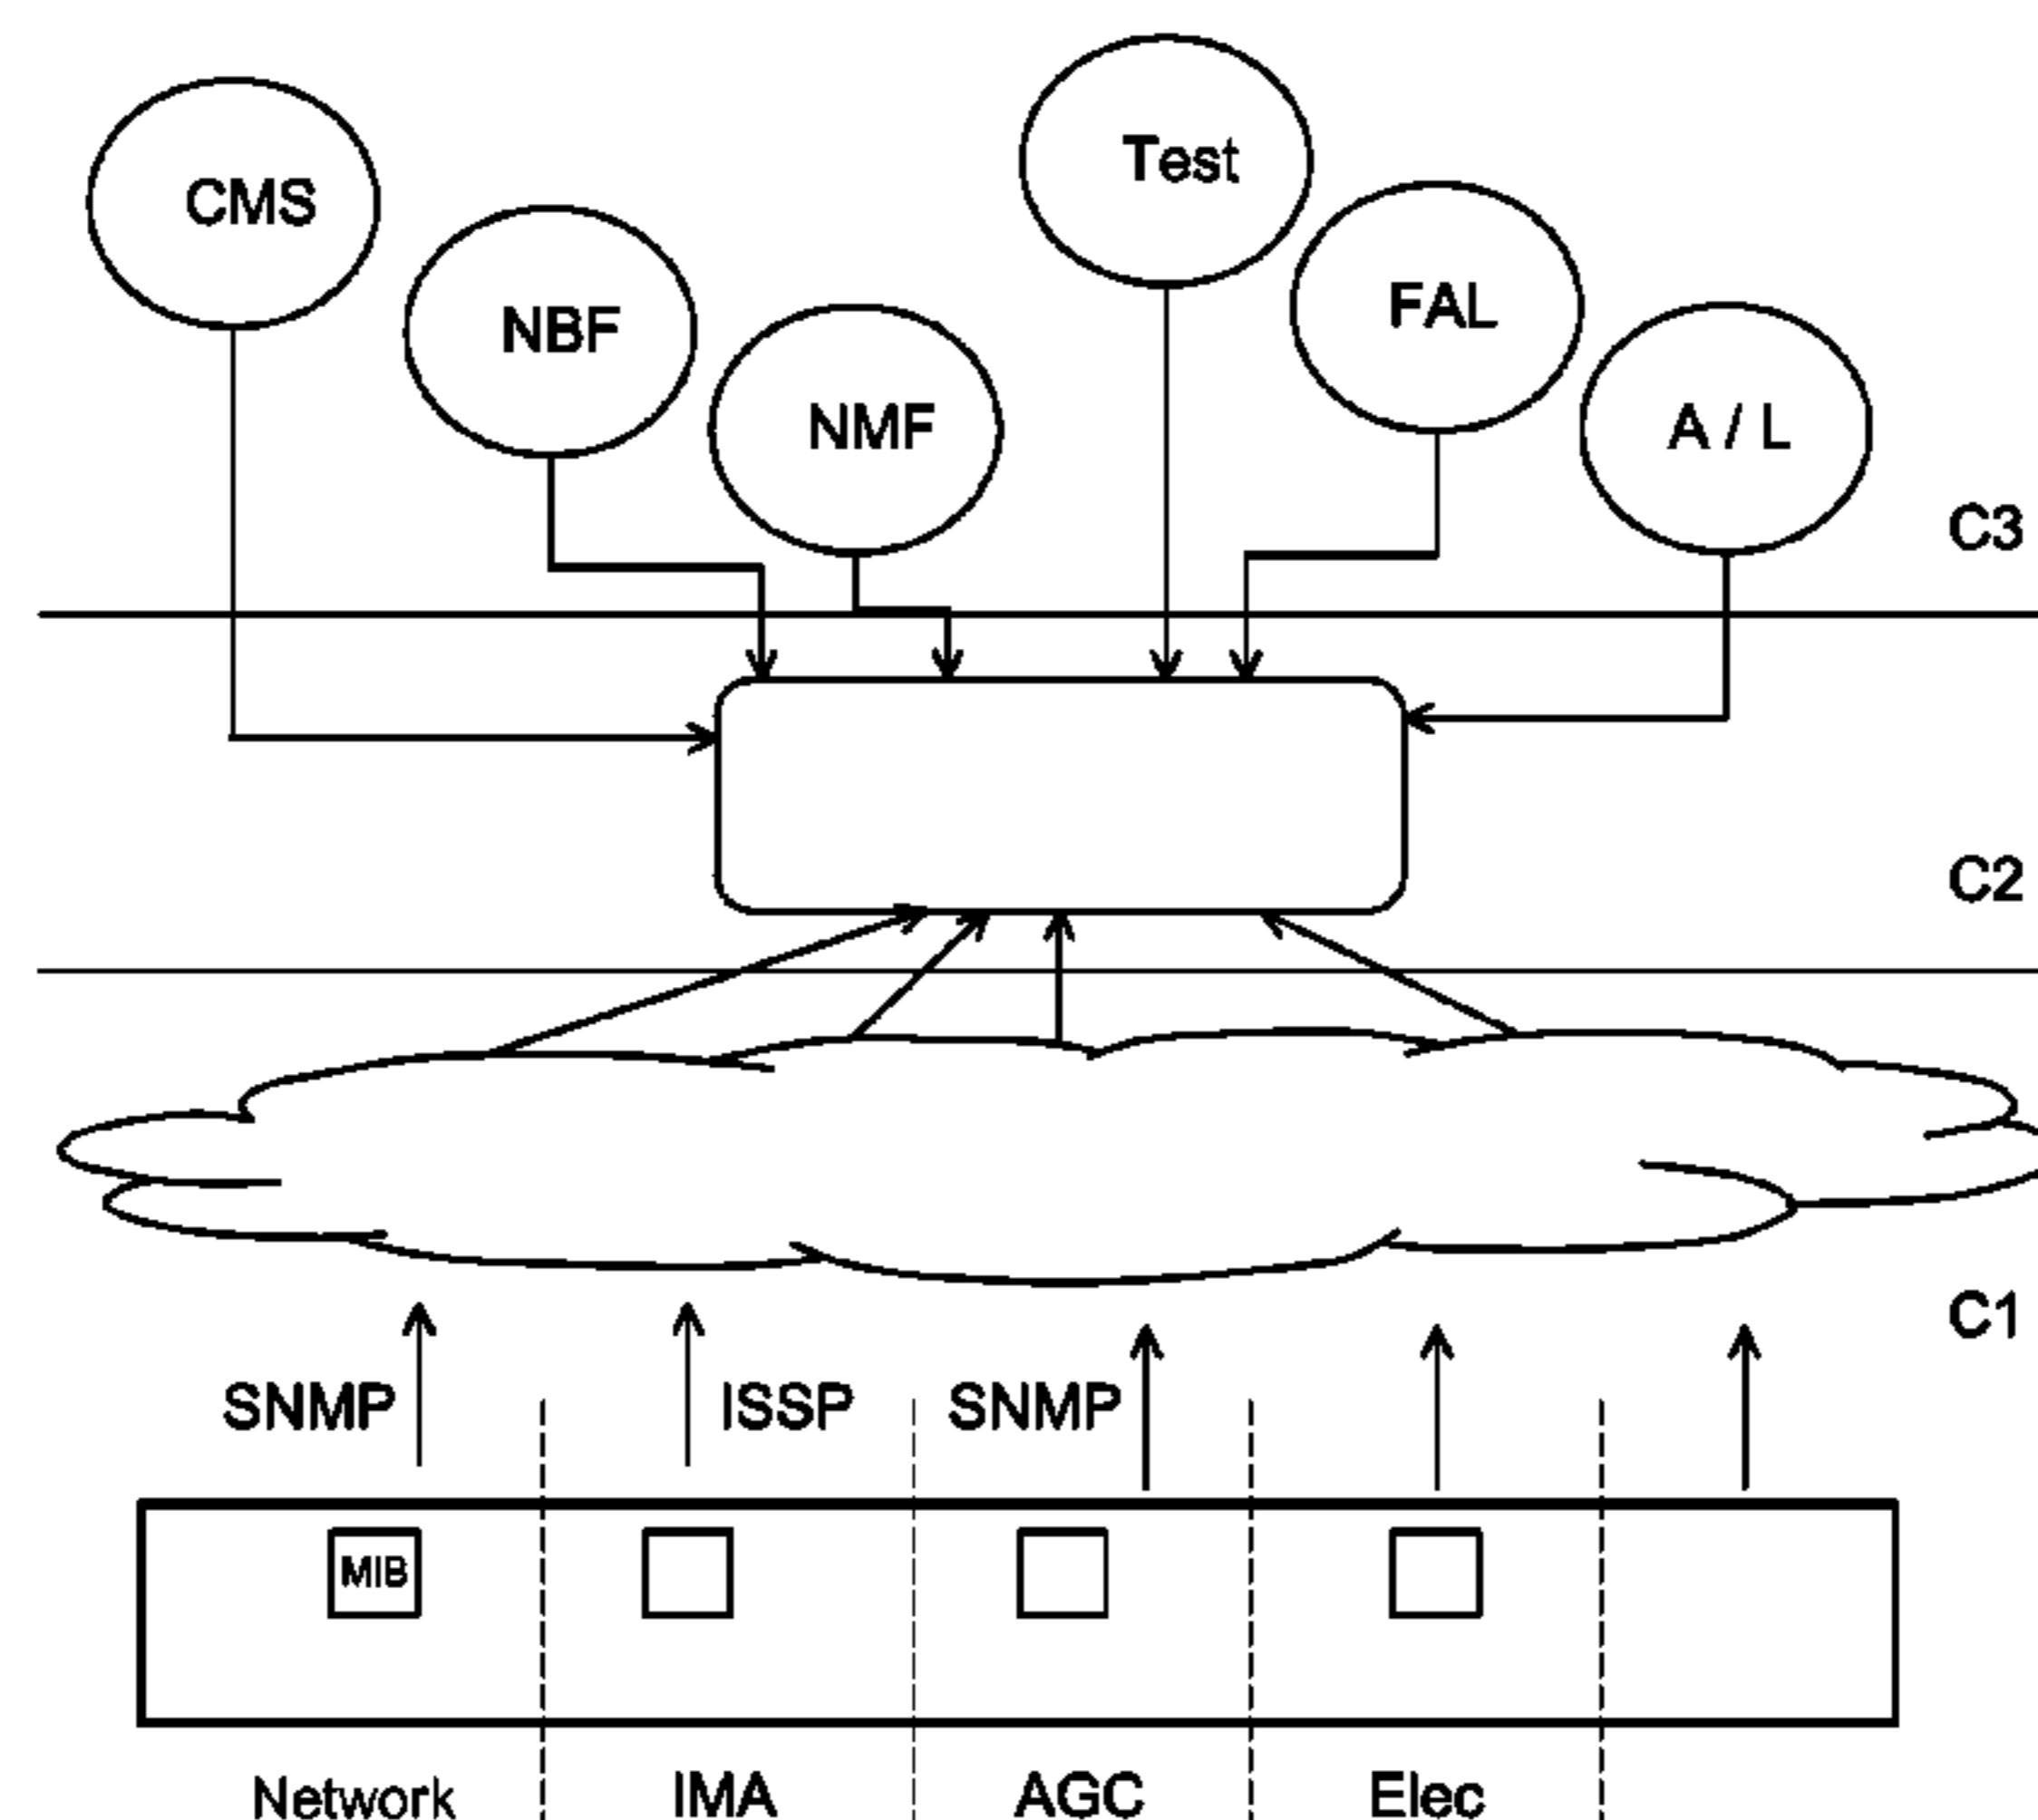 CMS
NBF
NMF
Test
FAL
A / L
C3
C2
C1
SNMP
ISSP
SNMP
MIB
Network
IMA
AGC
Elec